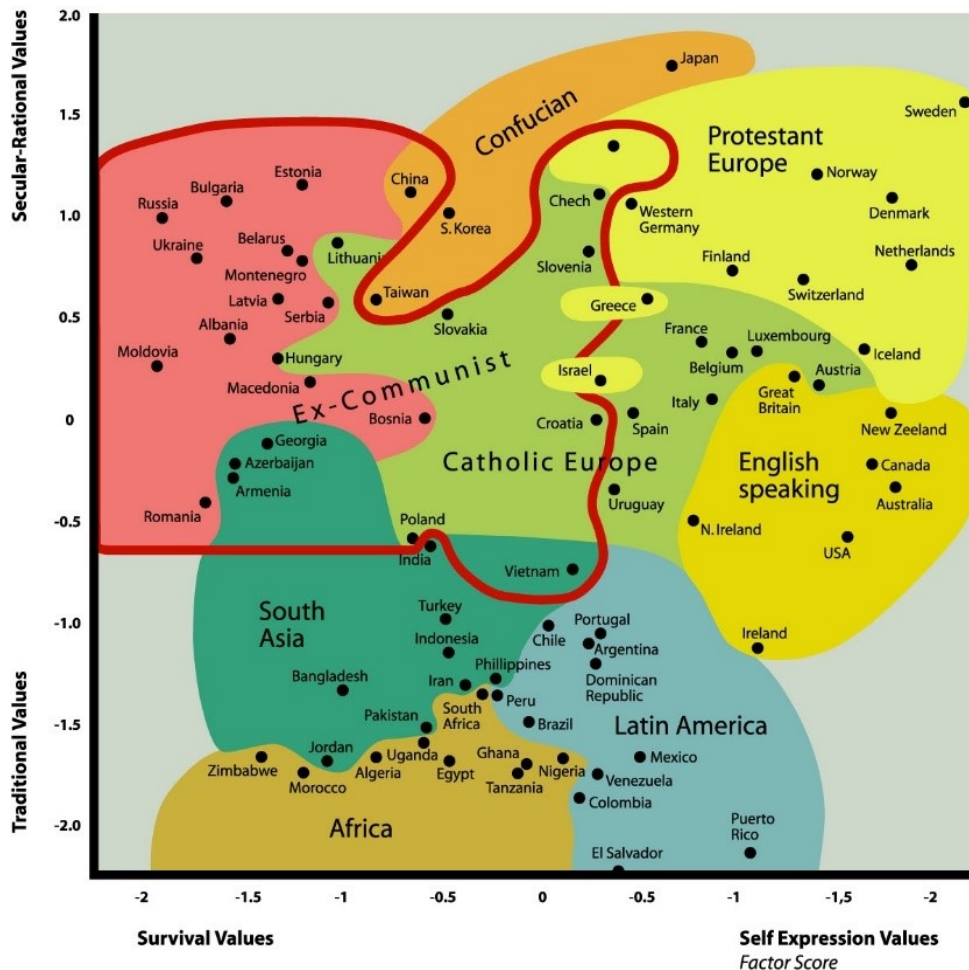 2.0
Secular-Rational Values
Japan
Confucian
1.5
Sweden
Protestant
Europe
Estonia
China
Norway
Bulgaria
Russia
Chech
Western
Germany
Denmark
1.0
S. Korea
Ukraine
Belarus
Lithuani
Montenegro
Slovenia
Finland
Netherlands
Switzerland
Latvia
Serbia
Taiwan
Greece
0.5
Slovakia
Albania
France
Luxembourg
Moldovia
Hungary
Belgium
Iceland
Austria
Macedonia
Ex-Communist
Israel
Great
Britain
Italy
0
Bosnia
Croatia
Spain
New Zeeland
Georgia
Azerbaijan
Armenia
Catholic Europe
English
speaking
Canada
Australia
Romania
Uruguay
-0.5
Poland
India
N. Ireland
USA
Vietnam
South
Asia
Turkey
Indonesia
-1.0
Chile
Portugal
Argentina
Dominican
Republic
Ireland
Bangladesh
Iran
Phillippines
South
Africa
Peru
-1.5
Pakistan
Brazil
Latin America
Traditional Values
Zimbabwe
Jordan
Morocco
Algeria
Uganda
Egypt
Ghana
Tanzania
Nigeria
Mexico
Venezuela
Colombia
-2.0
Africa
Puerto
Rico
El Salvador
-2
-1.5
-1
-0.5
0
-0.5
-1
-1,5
-2
Survival Values
Self Expression Values
Factor Score